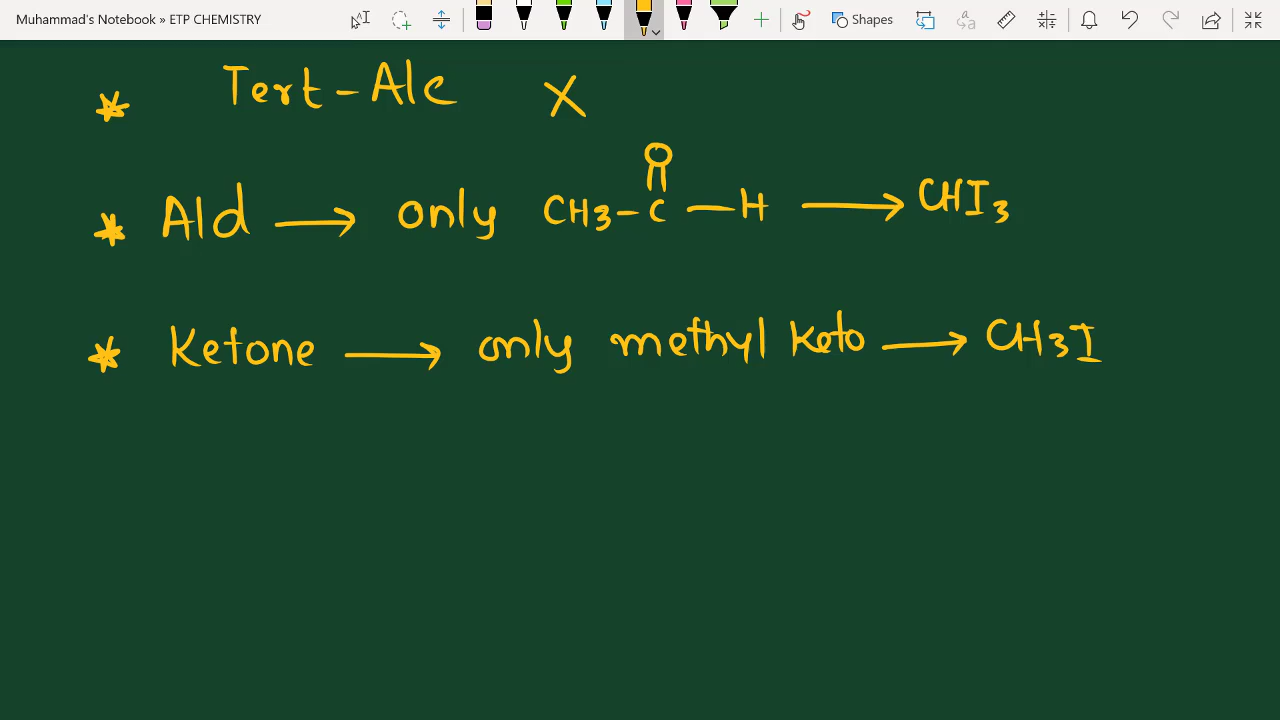 Muhammad's Notebook » ETP CHEMISTRY
Shapes
* Tert-Alc X
O
* Ald → only CH3-C-H → CHI3
* Ketone → only methyl keto → CH3I